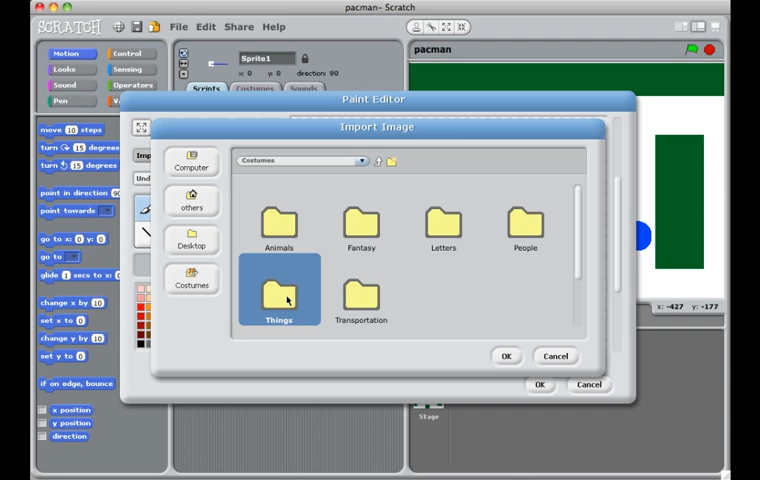 pacman- Scratch
SCRATCH File Edit Share Help
Motion Control
Looks Sensing
Sound Operators
Pen
Sprite1
x: 0 y: 0 direction: 90
Scripts Costumes Sounds
pacman
Paint Editor
Import Image
Computer
others
Desktop
Costumes
Costumes
Animals Fantasy Letters People
Things Transportation
OK Cancel
OK Cancel
move 10 steps
turn 15 degrees
turn 15 degrees
point in direction
point towards
go to x: 0 y: 0
go to
glide 1 secs to x:
change x by 10
set x to 0
change y by 10
set y to 0
if on edge, bounce
x position
y position
direction
x: -427 y: -177
Stage